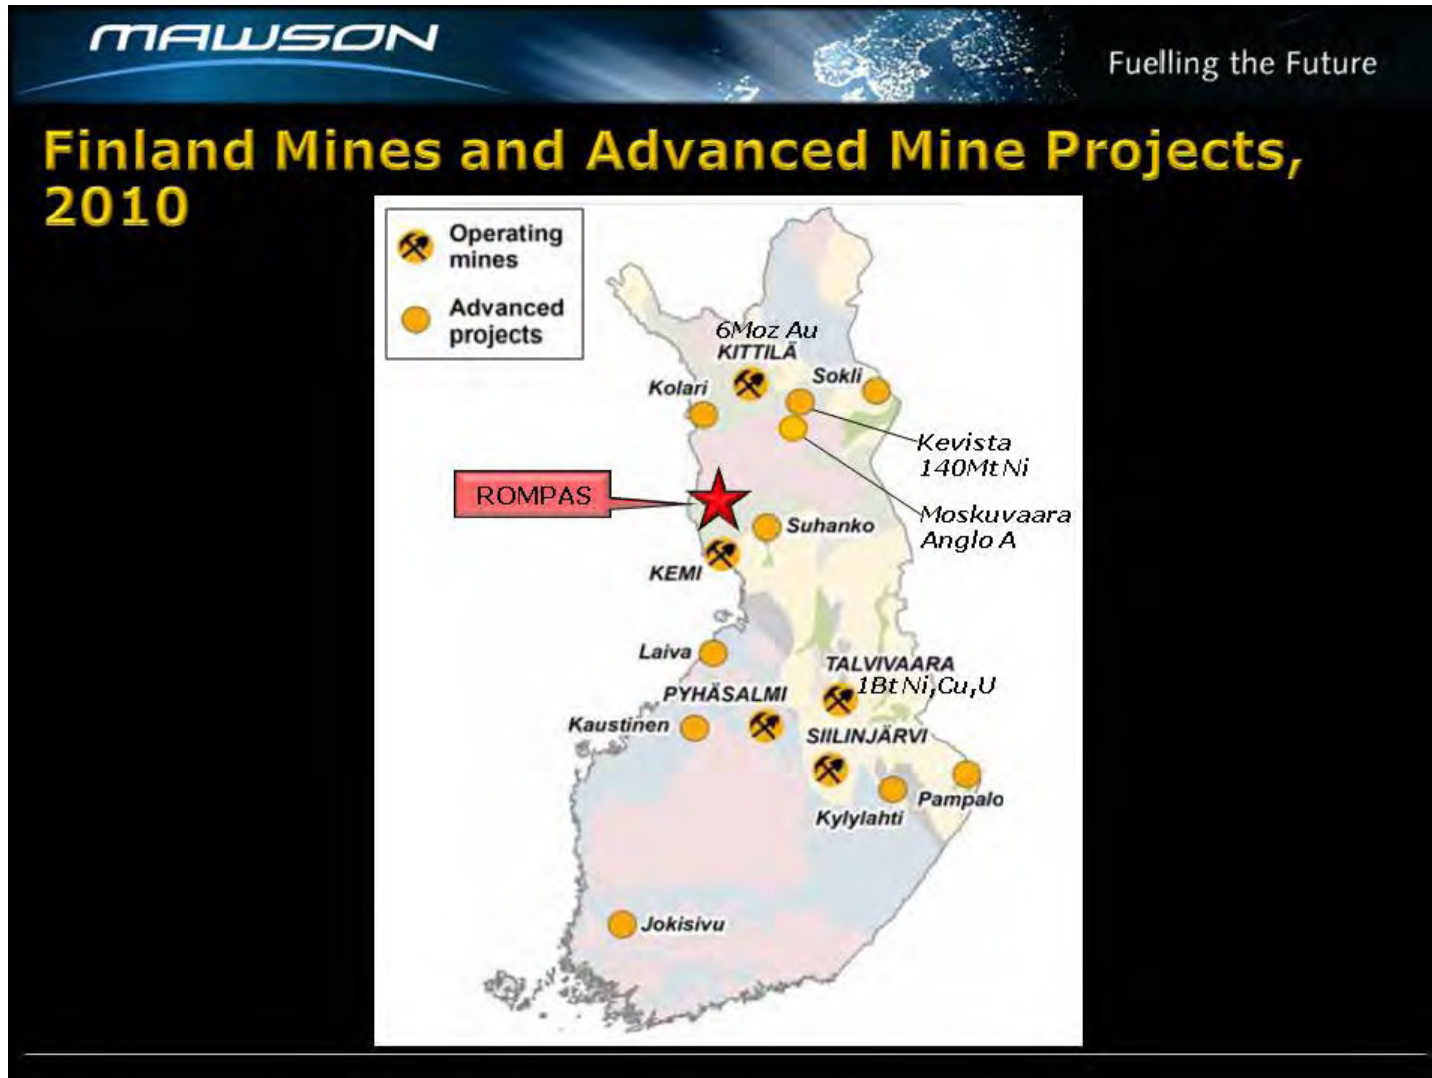 MAWSON
Fuelling the Future
Finland Mines and Advanced Mine Projects,
2010
Operating
mines
Advanced
projects
6Moz Au
KITTILÄ
Sokli
Kolari
Kevista
140Mt Ni
ROMPAS
Moskuvaara
Anglo A
Suhanko
KEMI
Laiva
TALVIVAARA
1Bt Ni,Cu,U
PYHÄSALMI
Kaustinen
SIILINJÄRVI
Pampalo
Kylylahti
Jokisivu